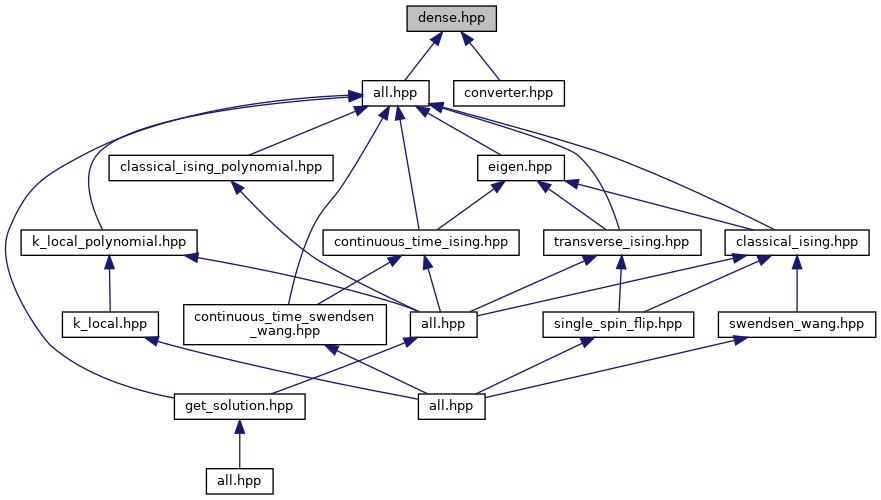 dense.hpp
all.hpp
converter.hpp
classical_ising_polynomial.hpp
eigen.hpp
k_local_polynomial.hpp
continuous_time_ising.hpp
transverse_ising.hpp
classical_ising.hpp
k_local.hpp
continuous_time_swendsen
_wang.hpp
all.hpp
single_spin_flip.hpp
swendsen_wang.hpp
get_solution.hpp
all.hpp
all.hpp